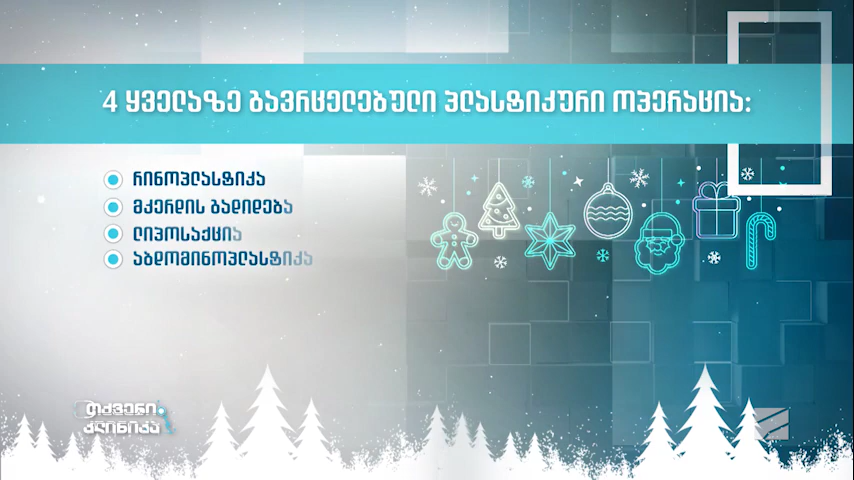 4 ყველაზე გავრცელებული პლასტიკური ოპერაცია:
რინოპლასტიკა
მკერდის გადიდება
ლიპოსაქცია
აბდომინოპლასტიკა
თქვენი
კლინიკა